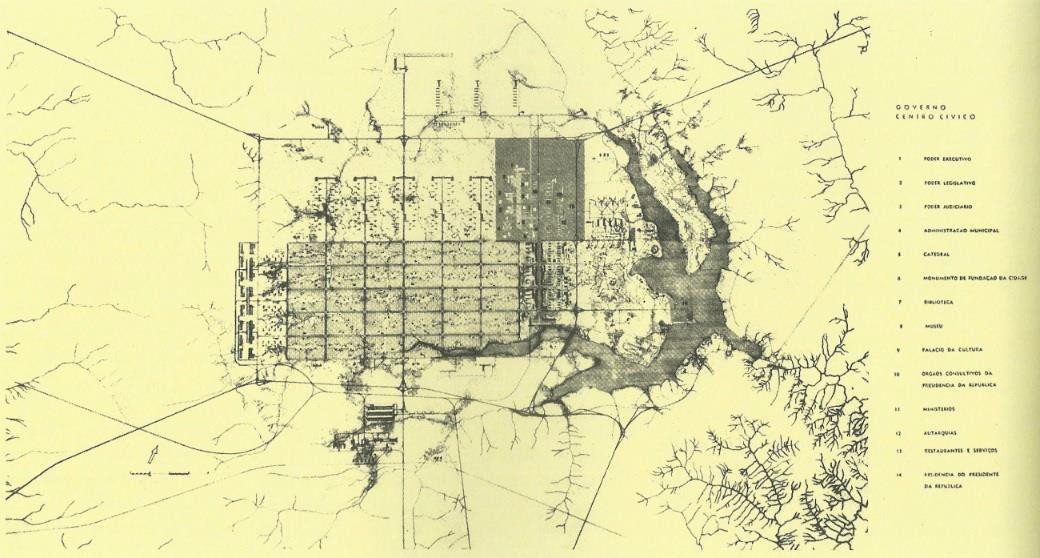 GOVERNO
CENTRO CIVICO
1 PODER EXECUTIVO
2 PODER LEGISLATIVO
3 PODER JUDICIARIO
4 ADMINISTRACAO MUNICIPAL
5 CATEDRAL
6 MONUMENTO DE FUNDAÇÃO DA CIDADE
7 BIBLIOTECA
8 MUSEU
9 PALACIO DA CULTURA
10 ORGAOS CONSULTIVOS DA
PRESIDENCIA DA REPUBLICA
11 MINISTERIOS
12 AUTARQUIAS
13 RESTAURANTES E SERVIÇOS
14 RESIDENCIA DO PRESIDENTE
DA REPUBLICA